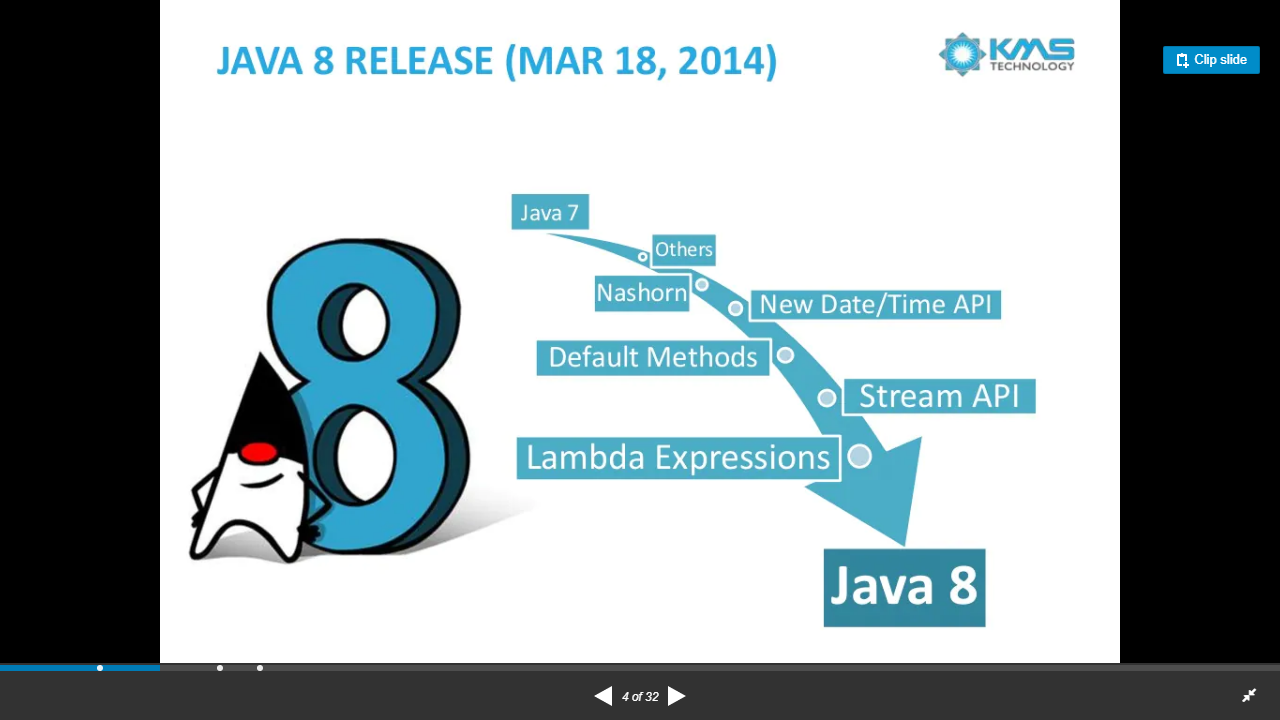 JAVA 8 RELEASE (MAR 18, 2014)
KMS
TECHNOLOGY
Clip slide
Java 7
Others
Nashorn
New Date/Time API
Default Methods
Stream API
Lambda Expressions
Java 8
8
4 of 32